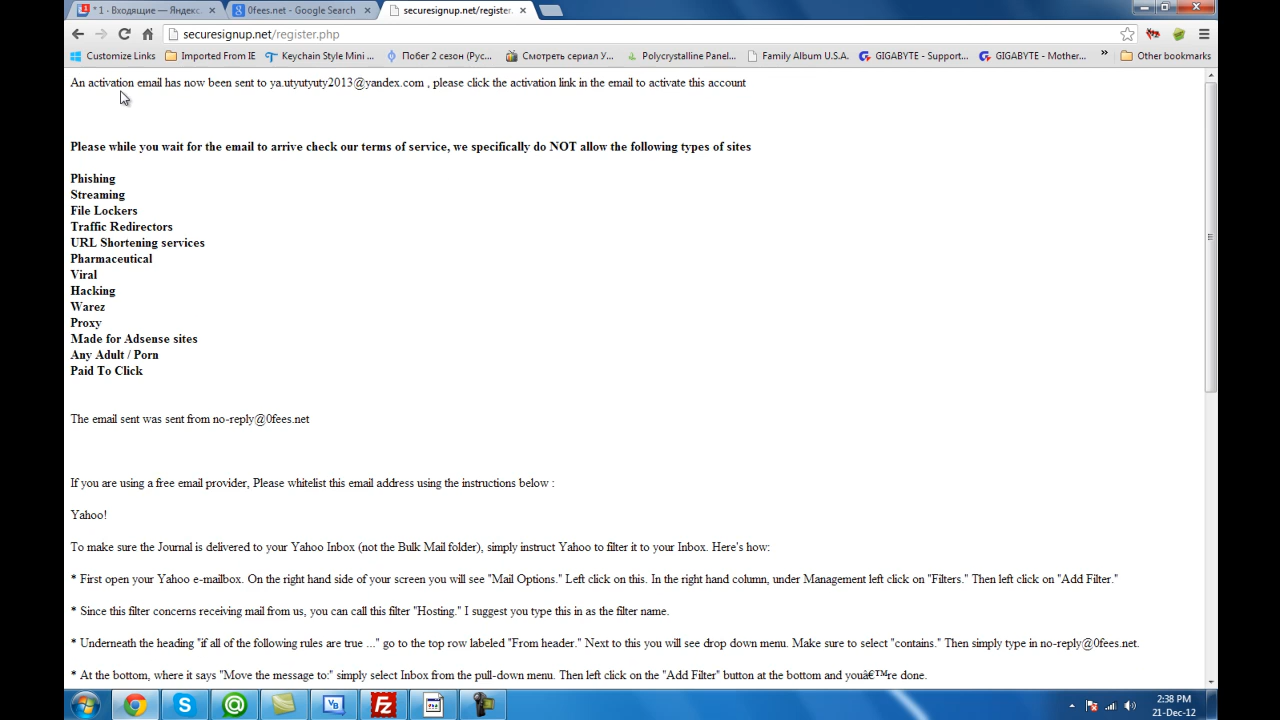 * 1 - Входящие — Яндекс.
0fees.net - Google Search
securesignup.net/register.
securesignup.net/register.php
Customize Links
Imported From IE
Keychain Style Mini ...
Побег 2 сезон (Рус...
Смотреть сериал У...
Polycrystalline Panel...
Family Album U.S.A.
GIGABYTE - Support...
GIGABYTE - Mother...
Other bookmarks
An activation email has now been sent to ya.utyutyuty2013@yandex.com , please click the activation link in the email to activate this account
Please while you wait for the email to arrive check our terms of service, we specifically do NOT allow the following types of sites
Phishing
Streaming
File Lockers
Traffic Redirectors
URL Shortening services
Pharmaceutical
Viral
Hacking
Warez
Proxy
Made for Adsense sites
Any Adult / Porn
Paid To Click
The email sent was sent from no-reply@0fees.net
If you are using a free email provider, Please whitelist this email address using the instructions below :
Yahoo!
To make sure the Journal is delivered to your Yahoo Inbox (not the Bulk Mail folder), simply instruct Yahoo to filter it to your Inbox. Here's how:
* First open your Yahoo e-mailbox. On the right hand side of your screen you will see "Mail Options." Left click on this. In the right hand column, under Management left click on "Filters." Then left click on "Add Filter."
* Since this filter concerns receiving mail from us, you can call this filter "Hosting." I suggest you type this in as the filter name.
* Underneath the heading "if all of the following rules are true ..." go to the top row labeled "From header." Next to this you will see drop down menu. Make sure to select "contains." Then simply type in no-reply@0fees.net.
* At the bottom, where it says "Move the message to:" simply select Inbox from the pull-down menu. Then left click on the "Add Filter" button at the bottom and youâ€™re done.
2:38 PM
21-Dec-12